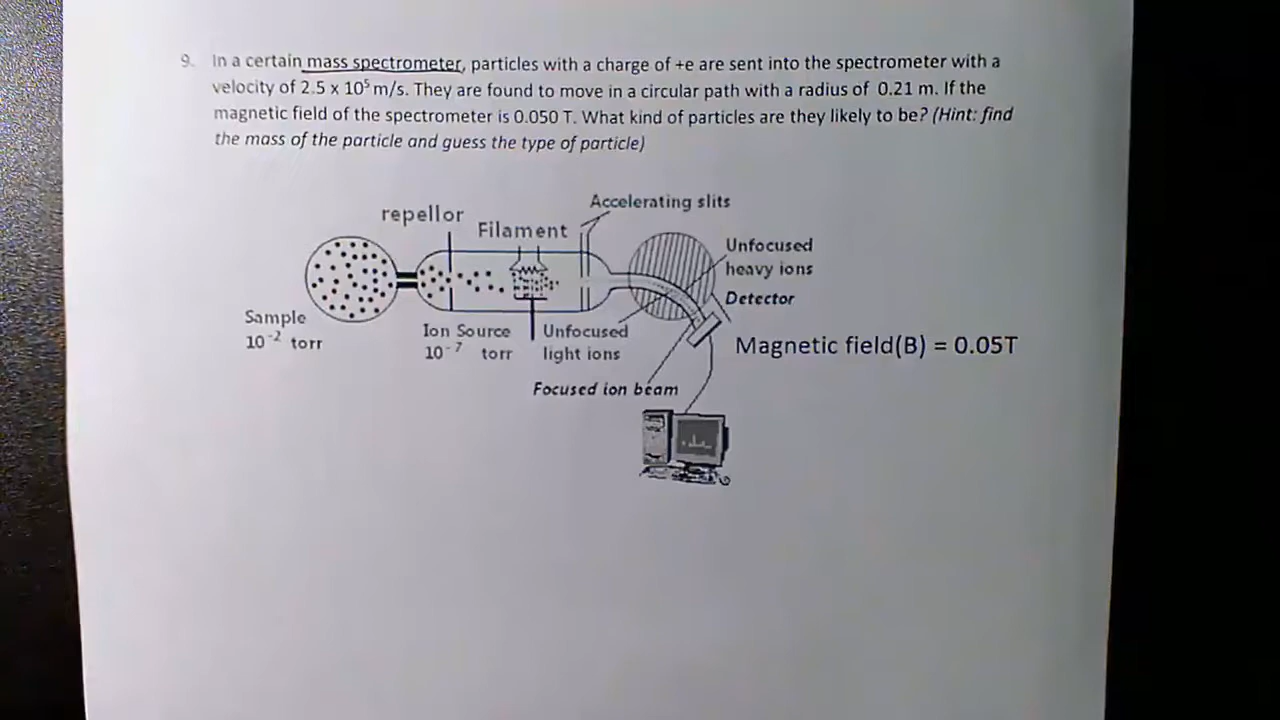 9. In a certain mass spectrometer, particles with a charge of +e are sent into the spectrometer with a
velocity of 2.5 x 10⁵ m/s. They are found to move in a circular path with a radius of 0.21 m. If the
magnetic field of the spectrometer is 0.050 T. What kind of particles are they likely to be? (Hint: find
the mass of the particle and guess the type of particle)
Accelerating slits
repellor
Filament
Unfocused
heavy ions
Detector
Sample
10⁻² torr
Ion Source
10⁻⁷ torr
Unfocused
light ions
Magnetic field(B) = 0.05T
Focused ion beam